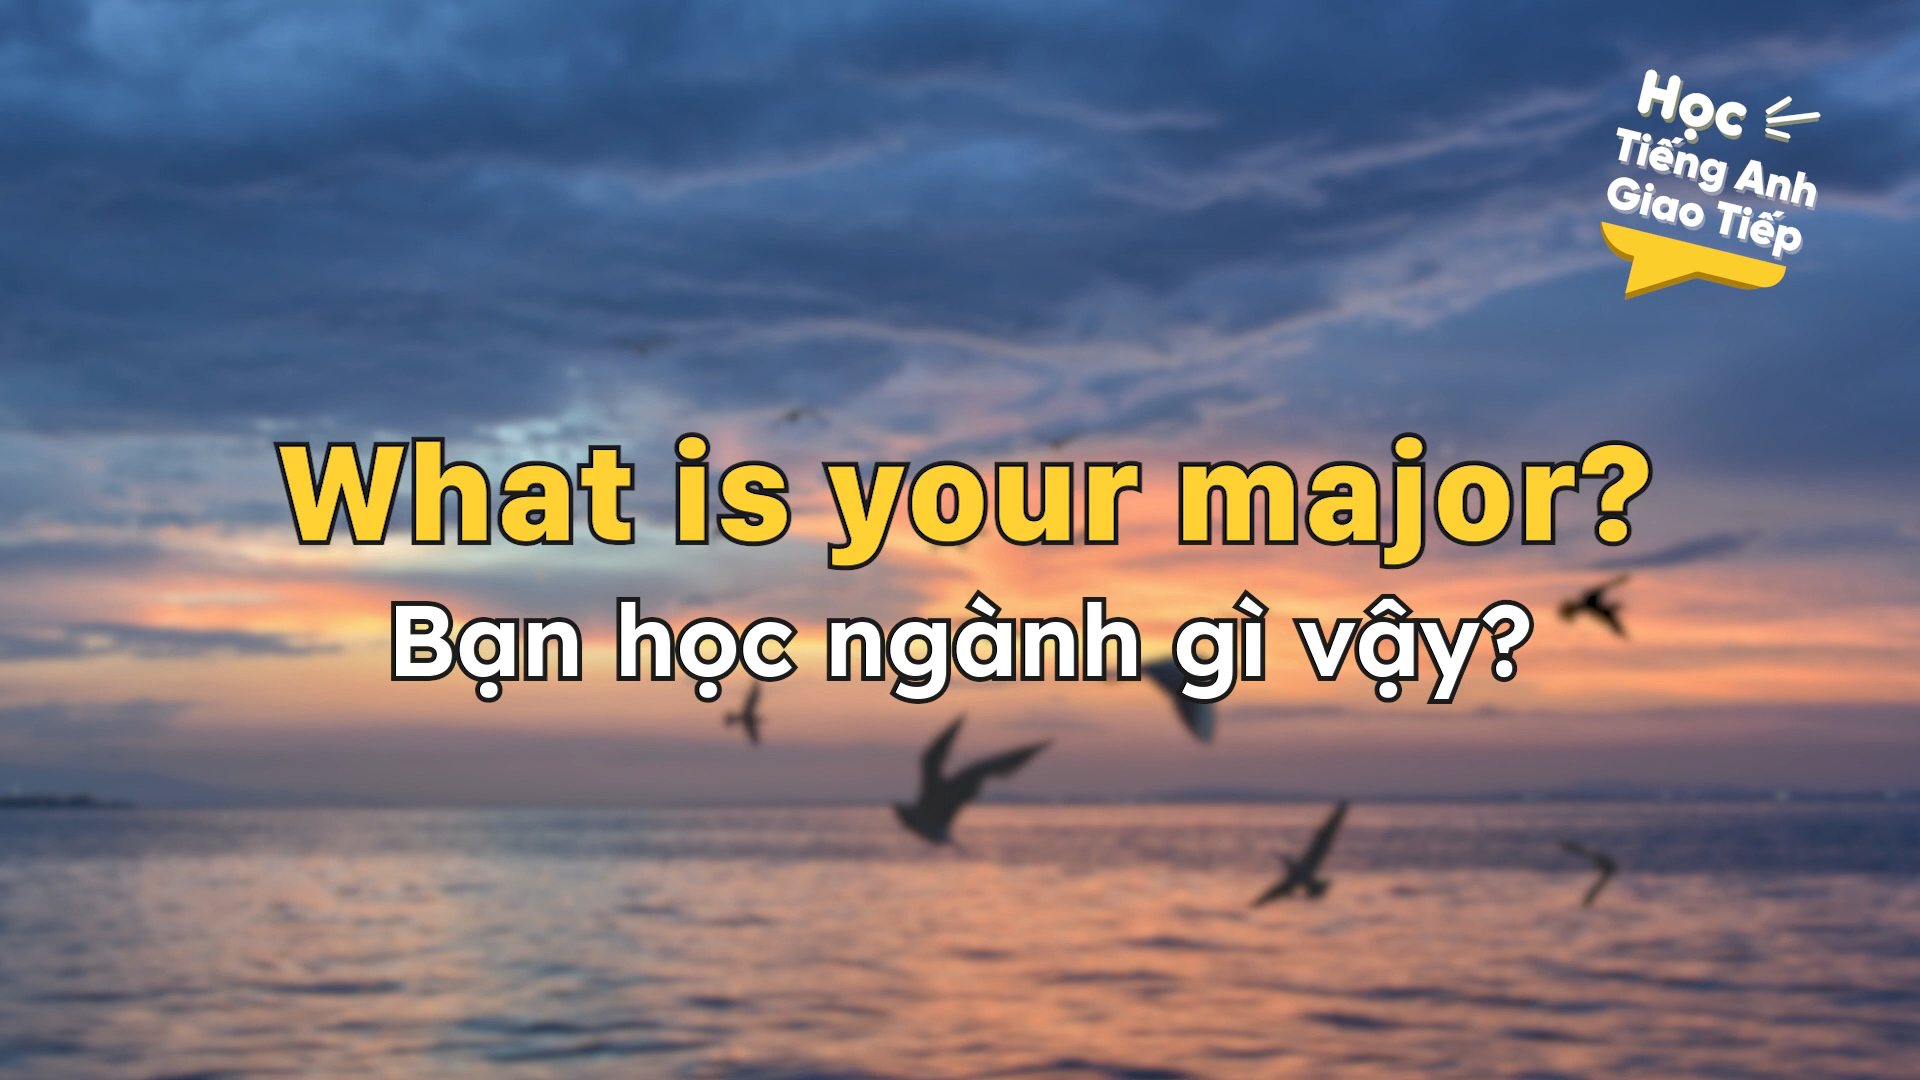 Học
Tiếng Anh
Giao Tiếp
What is your major?
Bạn học ngành gì vậy?